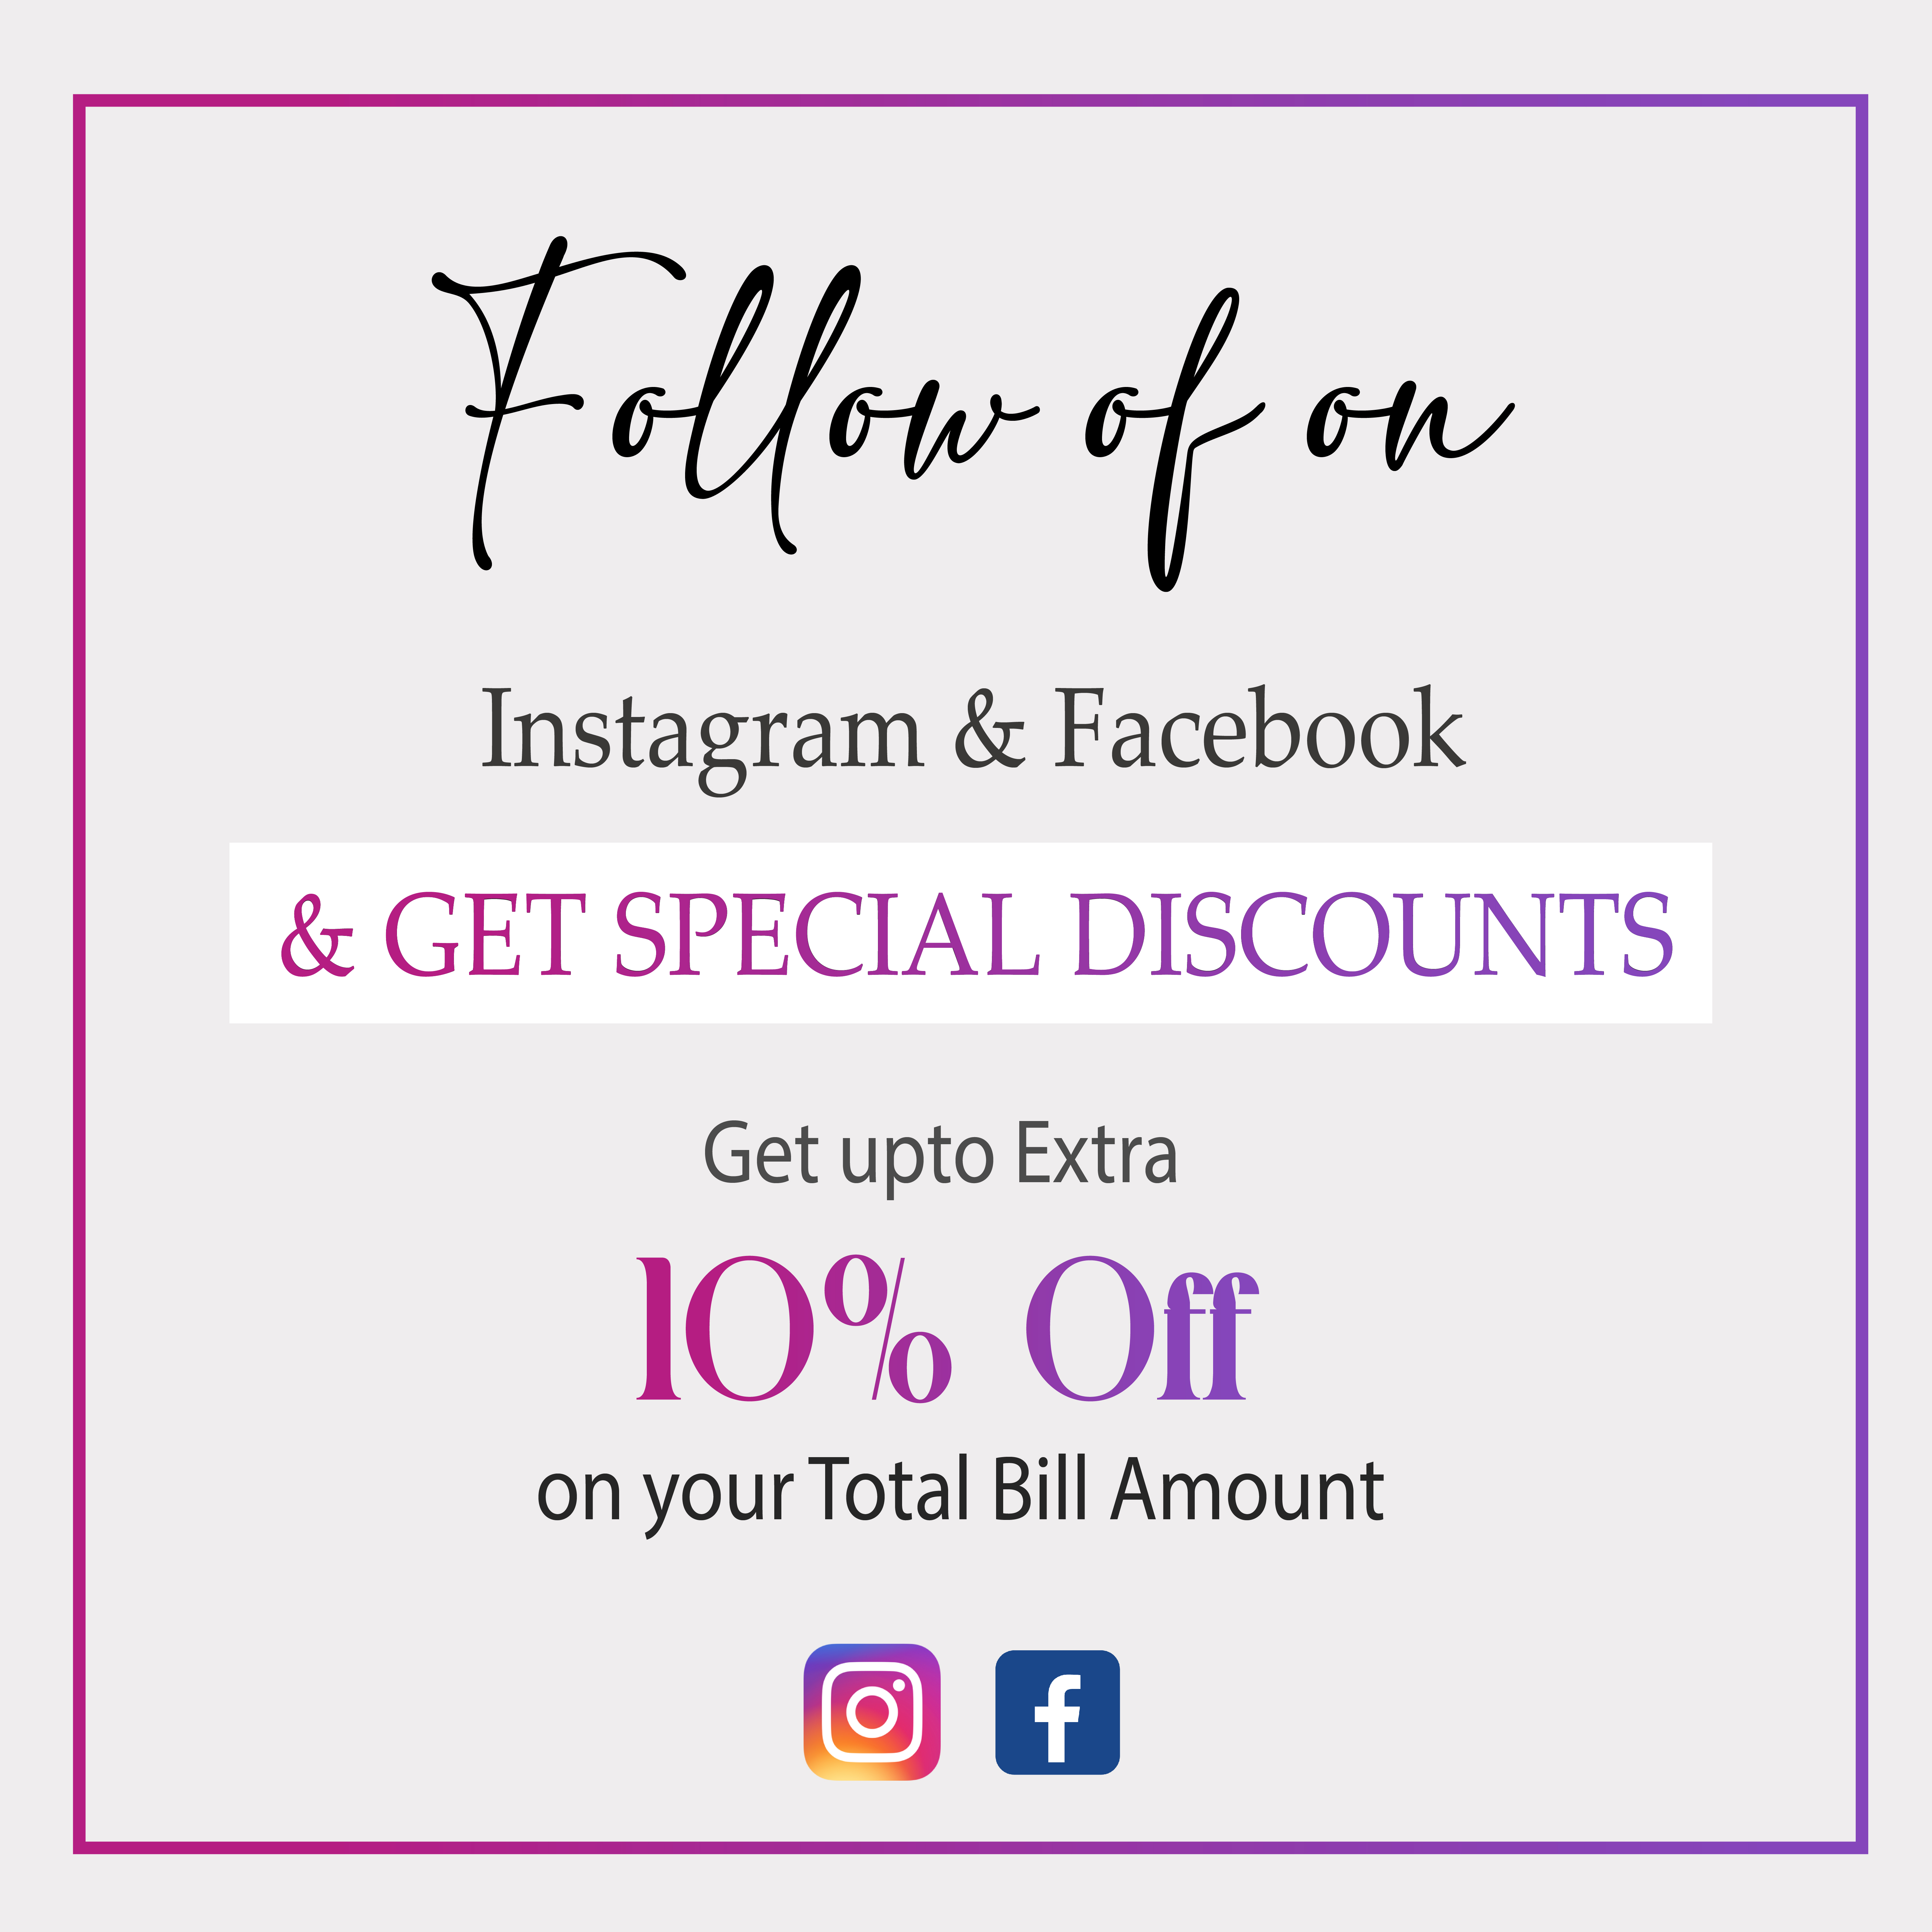 Follow of on
Instagram & Facebook
& GET SPECIAL DISCOUNTS
Get upto Extra
10% Off
on your Total Bill Amount